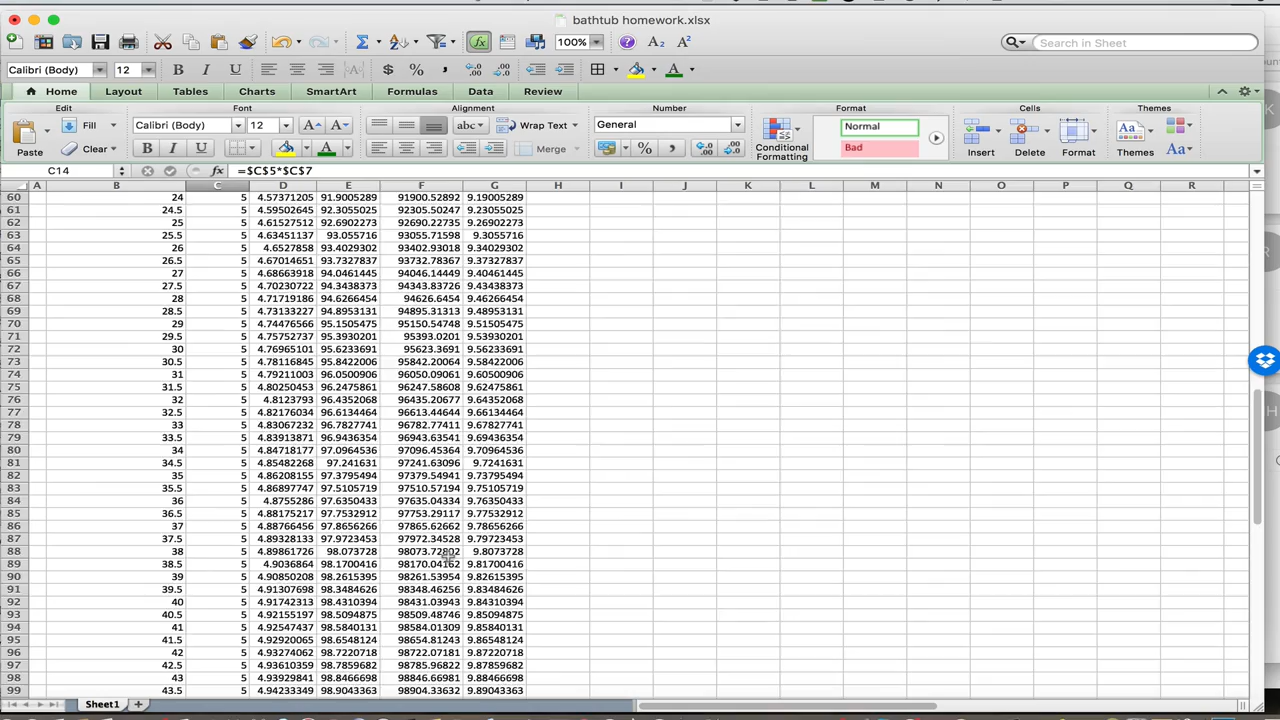 bathtub homework.xlsx
100%
Search in Sheet
Calibri (Body) 12 B I U
Home Layout Tables Charts SmartArt Formulas Data Review
Edit Font Alignment Number Format Cells Themes
Fill Calibri (Body) 12 abc Wrap Text General Normal
Paste Clear B I U Merge Conditional Formatting Bad Insert Delete Format Themes Aa
C14 fx =$C$5*$C$7
A B C D E F G H I J K L M N O P Q R
60 24 5 4.57371205 91.9005289 91900.52892 9.19005289
61 24.5 5 4.59502645 92.3055245 92305.50247 9.23055025
62 25 5 4.61527512 92.6902273 92690.22735 9.26902273
63 25.5 5 4.63451137 93.055716 93055.71598 9.3055716
64 26 5 4.6527858 93.4029302 93402.93018 9.34029302
65 26.5 5 4.67014651 93.7327837 93732.78367 9.37327837
66 27 5 4.68663918 94.0461445 94046.14449 9.40461445
67 27.5 5 4.70230722 94.3438373 94343.83726 9.43438373
68 28 5 4.71719186 94.6266454 94626.6454 9.46266454
69 28.5 5 4.73133227 94.8953131 94895.31313 9.48953131
70 29 5 4.74476566 95.1505475 95150.54748 9.51505475
71 29.5 5 4.75752737 95.3930201 95393.0201 9.53930201
72 30 5 4.76965101 95.6233691 95623.3691 9.56233691
73 30.5 5 4.78116845 95.8422006 95842.20064 9.58422006
74 31 5 4.79211003 96.0500906 96050.09061 9.60500906
75 31.5 5 4.80250453 96.2475861 96247.58608 9.62475861
76 32 5 4.8123793 96.4352068 96435.20677 9.64352068
77 32.5 5 4.82176034 96.6134464 96613.44644 9.66134464
78 33 5 4.83067232 96.7827741 96782.77411 9.67827741
79 33.5 5 4.83913871 96.9436354 96943.63541 9.69436354
80 34 5 4.84718177 97.0964536 97096.45364 9.70964536
81 34.5 5 4.85482268 97.241631 97241.63096 9.7241631
82 35 5 4.86208155 97.3795494 97379.54941 9.73795494
83 35.5 5 4.86897747 97.5105719 97510.57194 9.75105719
84 36 5 4.8755286 97.6350433 97635.04334 9.76350433
85 36.5 5 4.88175217 97.7532912 97753.29117 9.77532912
86 37 5 4.88766456 97.8656266 97865.62662 9.78656266
87 37.5 5 4.89328133 97.9723453 97972.34528 9.79723453
88 38 5 4.89861726 98.073728 98073.72802 9.8073728
89 38.5 5 4.9036864 98.1700416 98170.04162 9.81700416
90 39 5 4.90850208 98.2615395 98261.53954 9.82615395
91 39.5 5 4.91307698 98.3484626 98348.46256 9.83484626
92 40 5 4.91742313 98.4310394 98431.03943 9.84310394
93 40.5 5 4.92155197 98.5094875 98509.48746 9.85094875
94 41 5 4.92547437 98.5840131 98584.01309 9.85840131
95 41.5 5 4.92920065 98.6548124 98654.81243 9.86548124
96 42 5 4.93274062 98.7220718 98722.07181 9.87220718
97 42.5 5 4.93610359 98.7859682 98785.96822 9.87859682
98 43 5 4.93929841 98.8466698 98846.66981 9.88466698
99 43.5 5 4.94233349 98.9043363 98904.33632 9.89043363
Sheet1